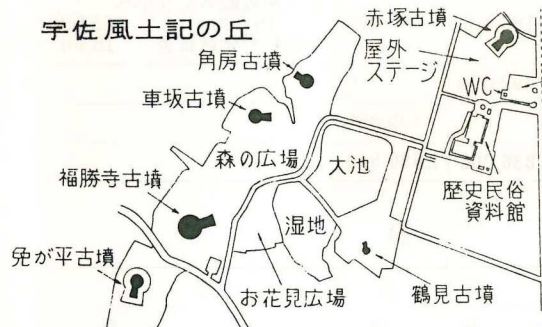 宇佐風土記の丘
赤塚古墳
屋外
ステージ
角房古墳
WC
車坂古墳
森の広場
大池
歴史民俗
資料館
福勝寺古墳
湿地
免が平古墳
お花見広場
鶴見古墳